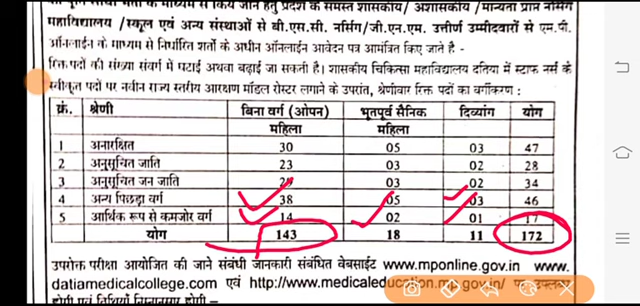 महाविद्यालय /स्कूल एवं अन्य संस्थाओं से बी.एस.सी. नर्सिंग/जी.एन.एम. उत्तीर्ण उम्मीदवारों से एम.पी.
ऑनलाईन के माध्यम से निर्धारित शर्तो के अधीन ऑनलाईन आवेदन पत्र आमंत्रित किए जाते है -
रिक्त पदों की संख्या संवर्ग में घटाई अथवा बढ़ाई जा सकती है। शासकीय चिकित्सा महाविद्यालय दतिया में स्टाफ नर्स के
स्वीकृत पदों पर नवीन राज्य स्तरीय आरक्षण मॉडल रोस्टर लगाने के उपरांत, श्रेणीवार रिक्त पदों का वर्गीकरण :
क्रं. श्रेणी बिना वर्ग (ओपन) भूतपूर्व सैनिक दिव्यांग योग
महिला महिला
1 अनारक्षित 30 05 03 47
2 अनुसूचित जाति 23 03 02 28
3 अनुसूचित जन जाति 03 02 34
4 अन्य पिछड़ा वर्ग 38 05 03 46
5 आर्थिक रूप से कमजोर वर्ग 14 02 01 17
योग 143 18 11 172
उपरोक्त परीक्षा आयोजित की जाने संबंधी जानकारी संबंधित वेबसाईट www.mponline.gov.in www.
datiamedicalcollege.com एवं http://www.medicaleducation.mp.gov.in/ पर